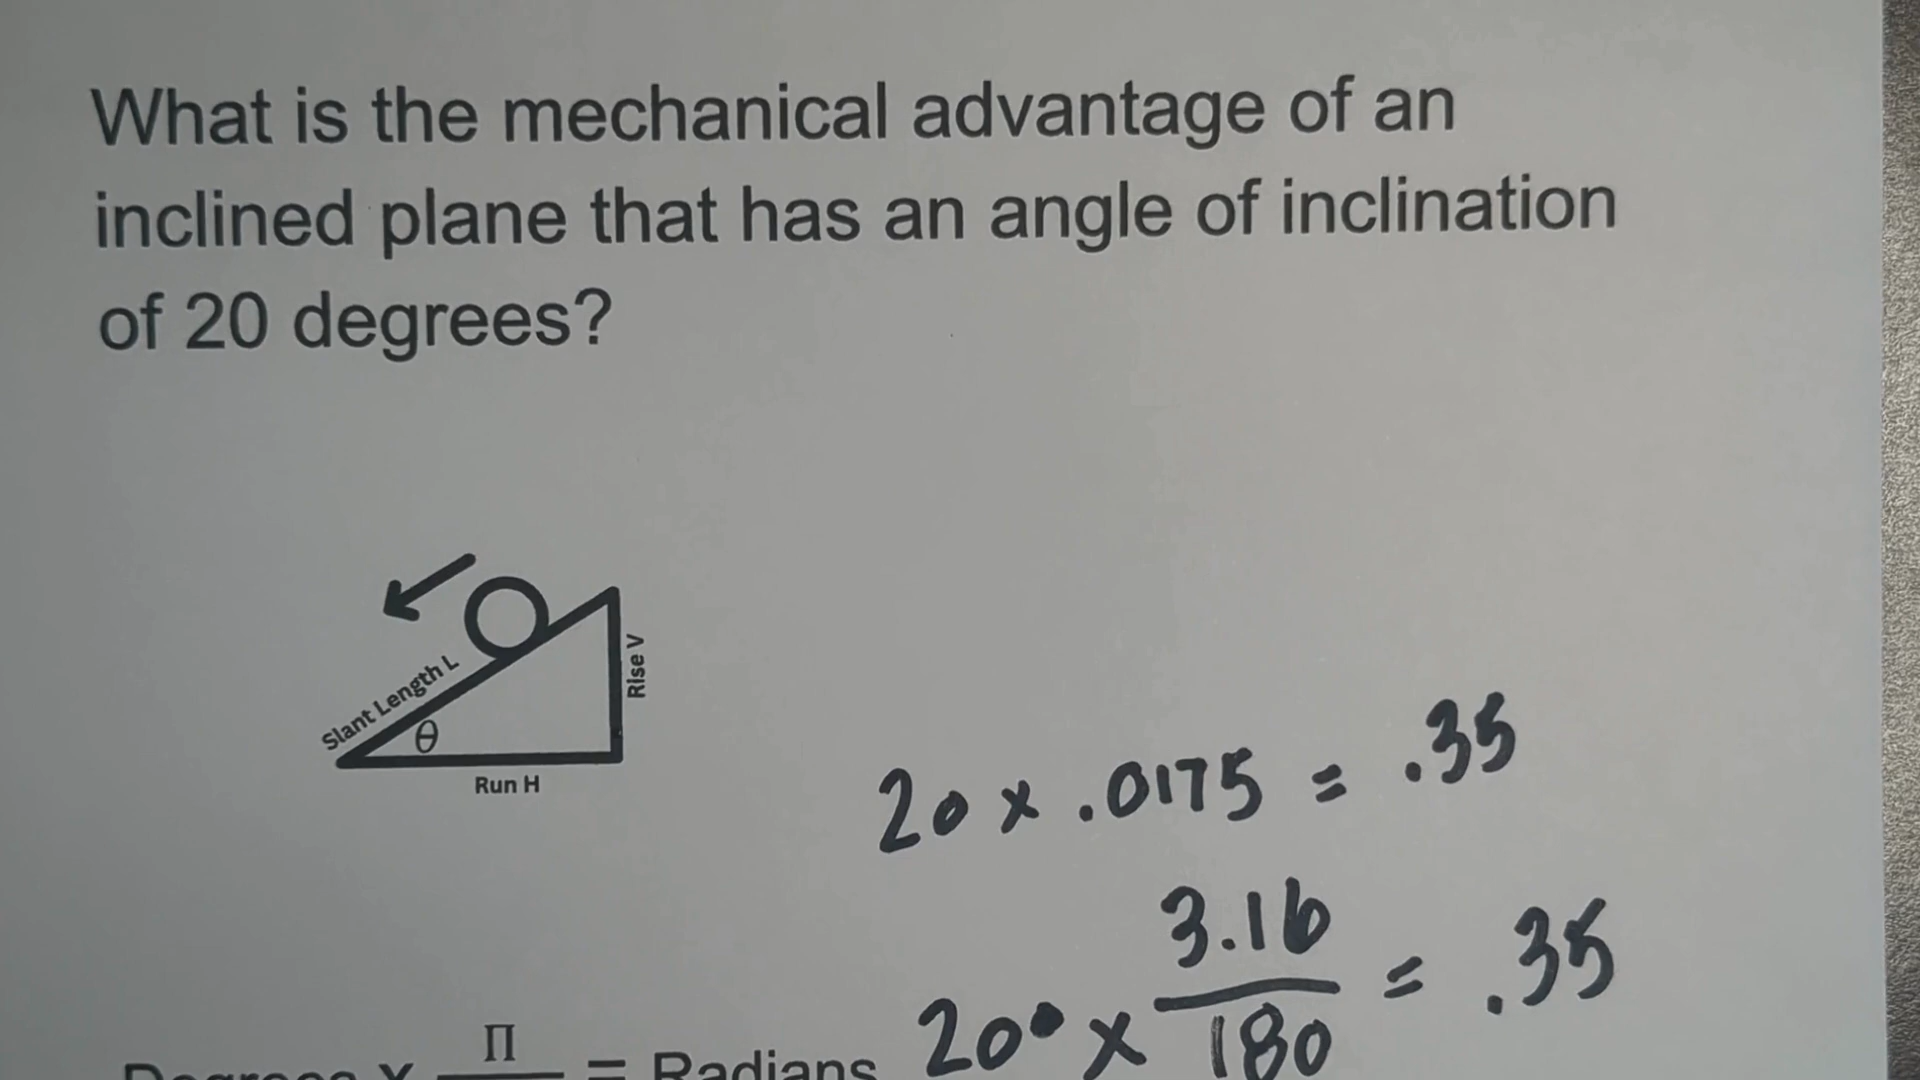 What is the mechanical advantage of an
inclined plane that has an angle of inclination
of 20 degrees?
Slant Length L
θ
Rise V
Run H
20 x .0175 = .35
20° x 3.16 / 180 = .35
Degrees x Π = Radians